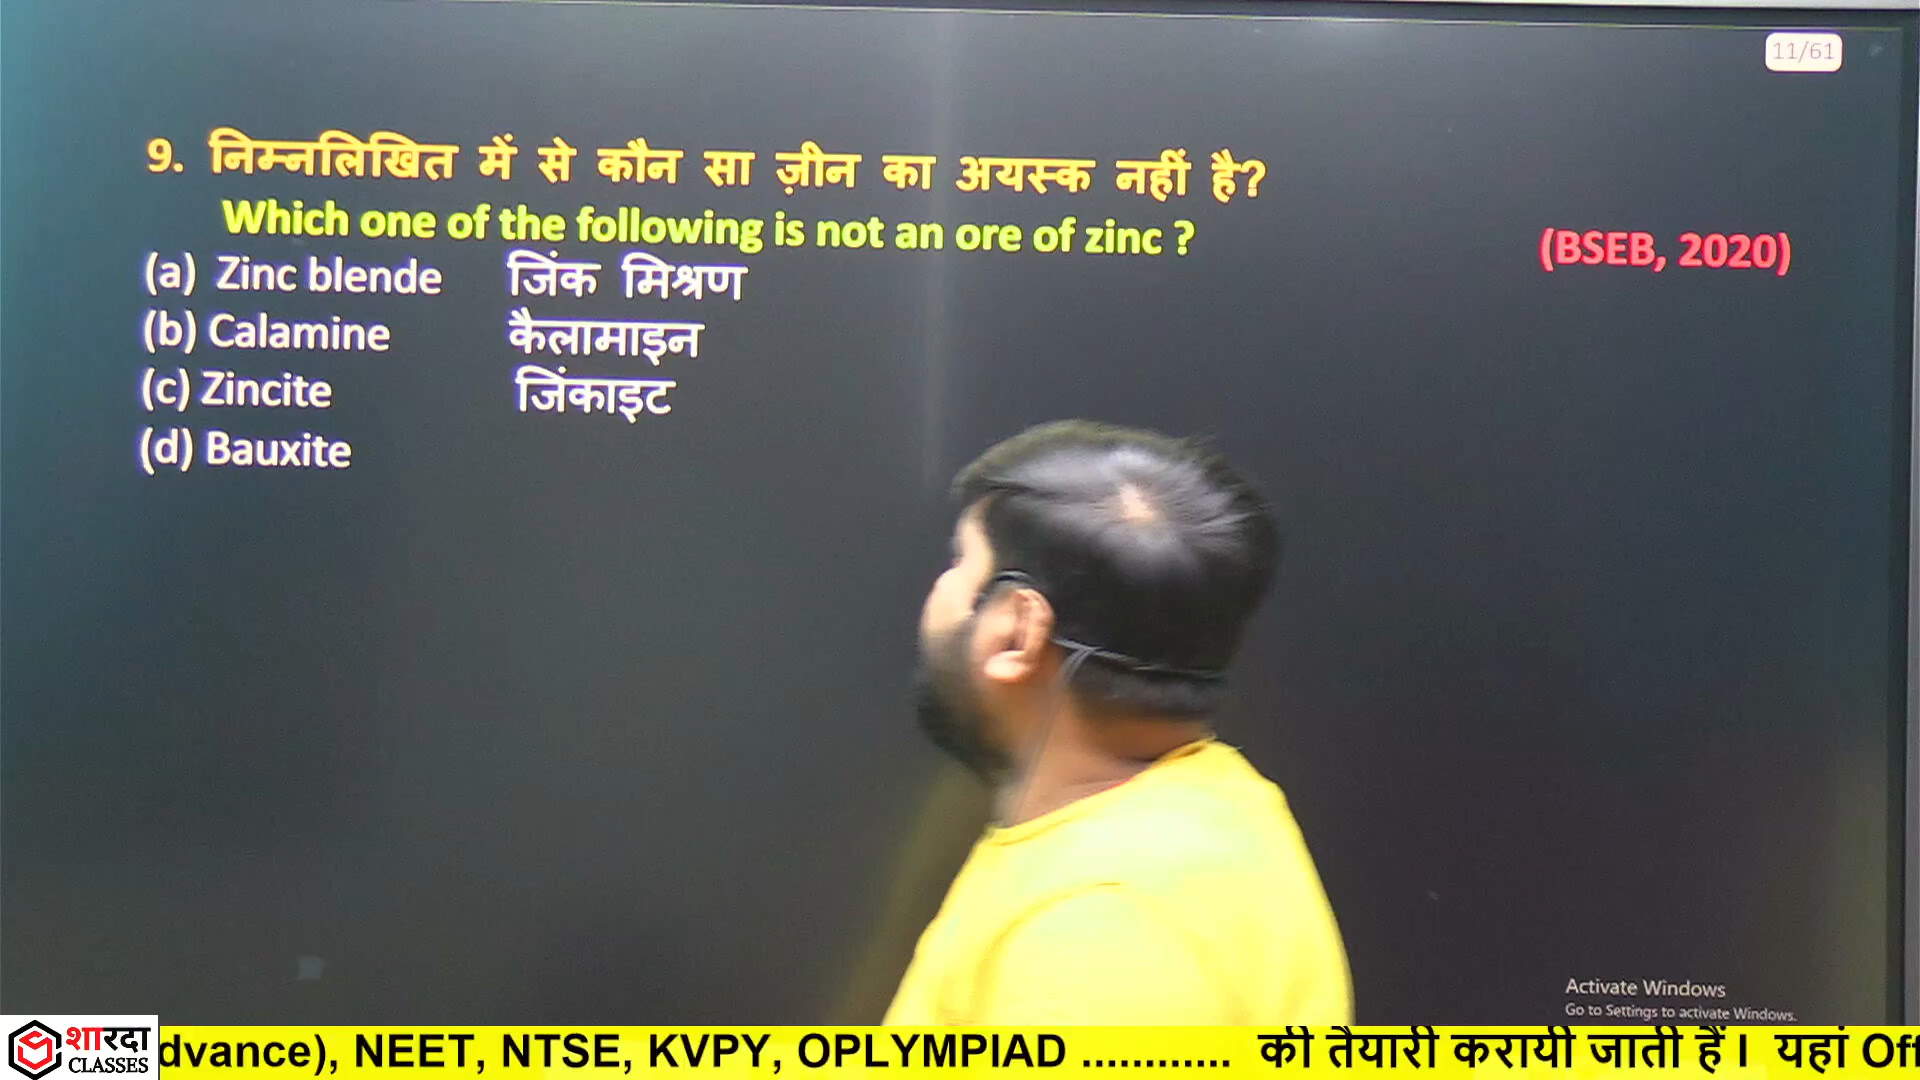 11/61
9. निम्नलिखित में से कौन सा ज़ीन का अयस्क नहीं है?
Which one of the following is not an ore of zinc ?
(BSEB, 2020)
(a) Zinc blende जिंक मिश्रण
(b) Calamine कैलामाइन
(c) Zincite जिंकाइट
(d) Bauxite
Activate Windows
Go to Settings to activate Windows.
शारदा
CLASSES
dvance), NEET, NTSE, KVPY, OPLYMPIAD ............ की तैयारी करायी जाती हैं I यहां Off